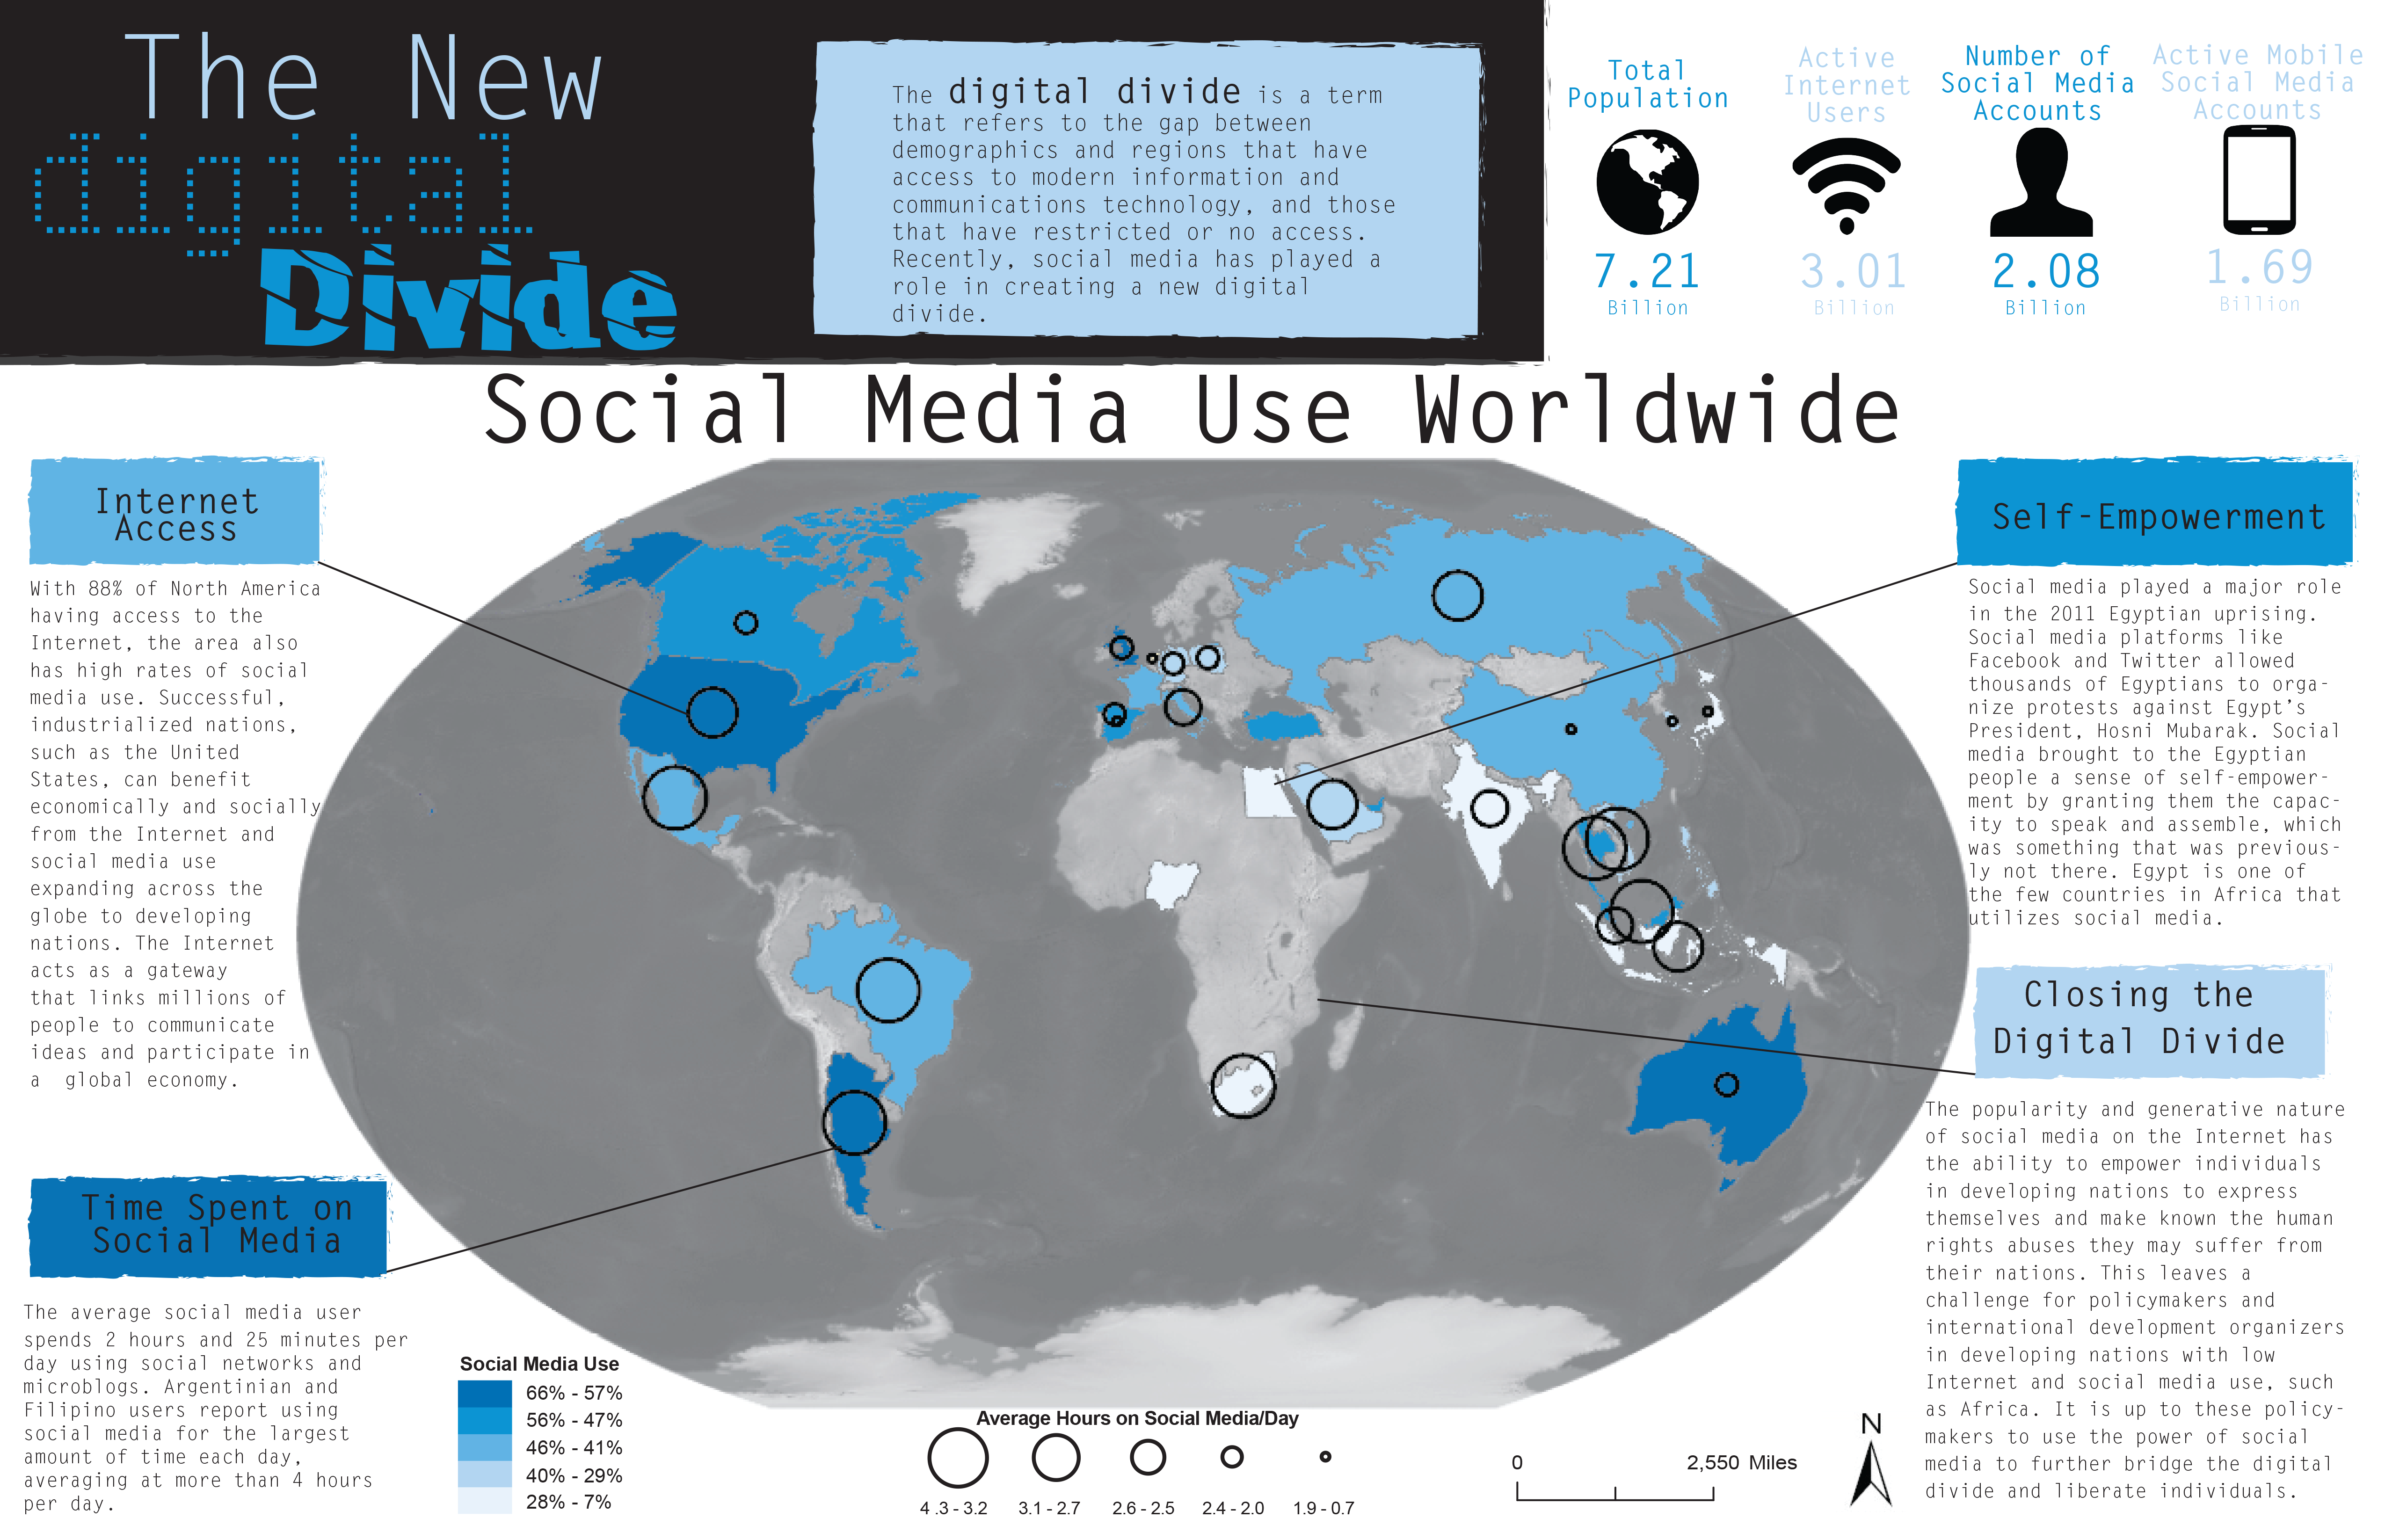 The New
digital
Divide
The digital divide is a term
that refers to the gap between
demographics and regions that have
access to modern information and
communications technology, and those
that have restricted or no access.
Recently, social media has played a
role in creating a new digital
divide.
Total
Population
7.21
Billion
Active
Internet
Users
3.01
Billion
Number of
Social Media
Accounts
2.08
Billion
Active Mobile
Social Media
Accounts
1.69
Billion
Social Media Use Worldwide
Internet
Access
With 88% of North America
having access to the
Internet, the area also
has high rates of social
media use. Successful,
industrialized nations,
such as the United
States, can benefit
economically and socially
from the Internet and
social media use
expanding across the
globe to developing
nations. The Internet
acts as a gateway
that links millions of
people to communicate
ideas and participate in
a global economy.
Time Spent on
Social Media
The average social media user
spends 2 hours and 25 minutes per
day using social networks and
microblogs. Argentinian and
Filipino users report using
social media for the largest
amount of time each day,
averaging at more than 4 hours
per day.
Self-Empowerment
Social media played a major role
in the 2011 Egyptian uprising.
Social media platforms like
Facebook and Twitter allowed
thousands of Egyptians to orga-
nize protests against Egypt's
President, Hosni Mubarak. Social
media brought to the Egyptian
people a sense of self-empower-
ment by granting them the capac-
ity to speak and assemble, which
was something that was previous-
ly not there. Egypt is one of
the few countries in Africa that
utilizes social media.
Closing the
Digital Divide
The popularity and generative nature
of social media on the Internet has
the ability to empower individuals
in developing nations to express
themselves and make known the human
rights abuses they may suffer from
their nations. This leaves a
challenge for policymakers and
international development organizers
in developing nations with low
Internet and social media use, such
as Africa. It is up to these policy-
makers to use the power of social
media to further bridge the digital
divide and liberate individuals.
Social Media Use
66% - 57%
56% - 47%
46% - 41%
40% - 29%
28% - 7%
Average Hours on Social Media/Day
4 .3 - 3.2
3.1 - 2.7
2.6 - 2.5
2.4 - 2.0
1.9 - 0.7
0
2,550 Miles
N